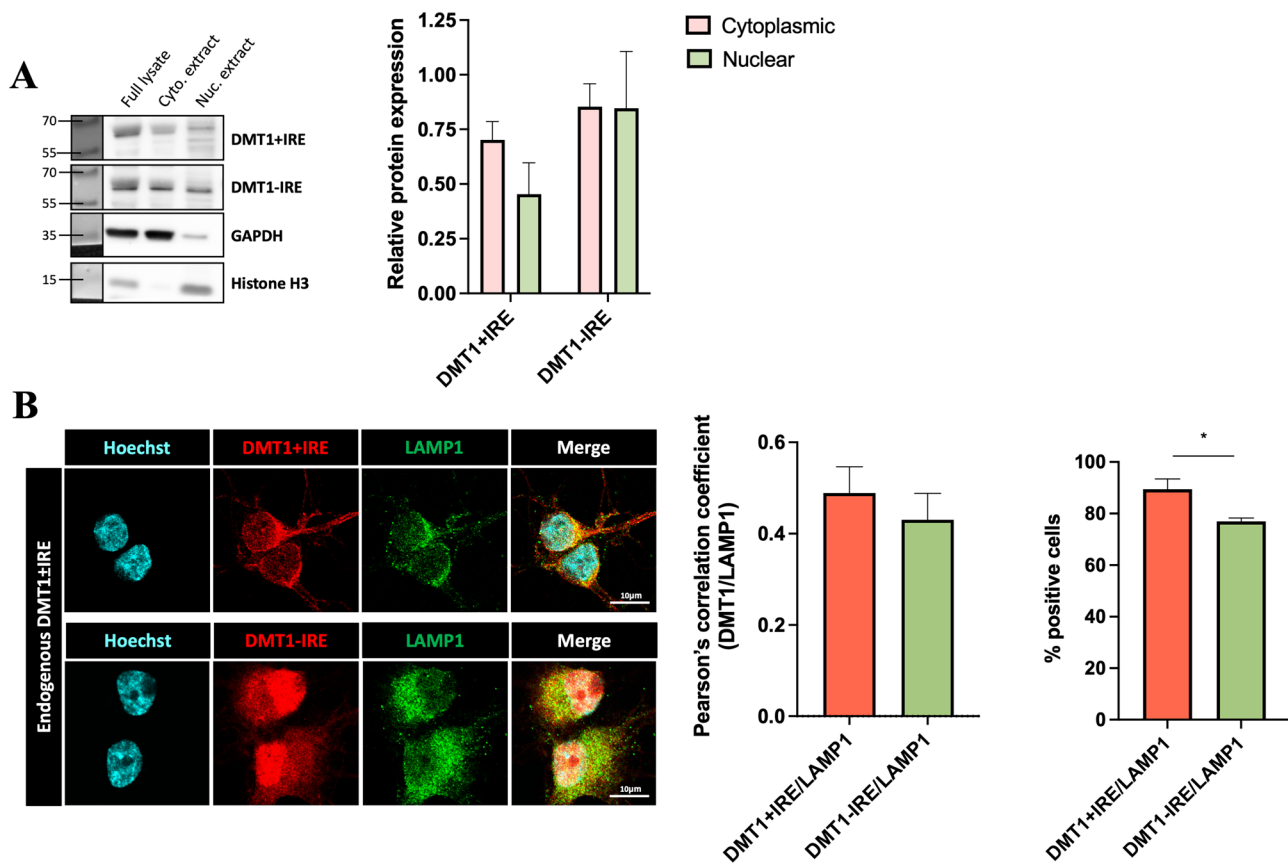 A
Full lysate
Cyto. extract
Nuc. extract
70
55
DMT1+IRE
70
55
DMT1-IRE
35
GAPDH
15
Histone H3
Relative protein expression
1.25
1.00
0.75
0.50
0.25
0.00
DMT1+IRE
DMT1-IRE
Cytoplasmic
Nuclear
B
Endogenous DMT1+IRE
Hoechst DMT1+IRE LAMP1 Merge
10µm
Hoechst DMT1-IRE LAMP1 Merge
10µm
Pearson's correlation coefficient
(DMT1/LAMP1)
0.6
0.4
0.2
0.0
DMT1+IRE/LAMP1
DMT1-IRE/LAMP1
% positive cells
*
100
80
60
40
20
0
DMT1+IRE/LAMP1
DMT1-IRE/LAMP1